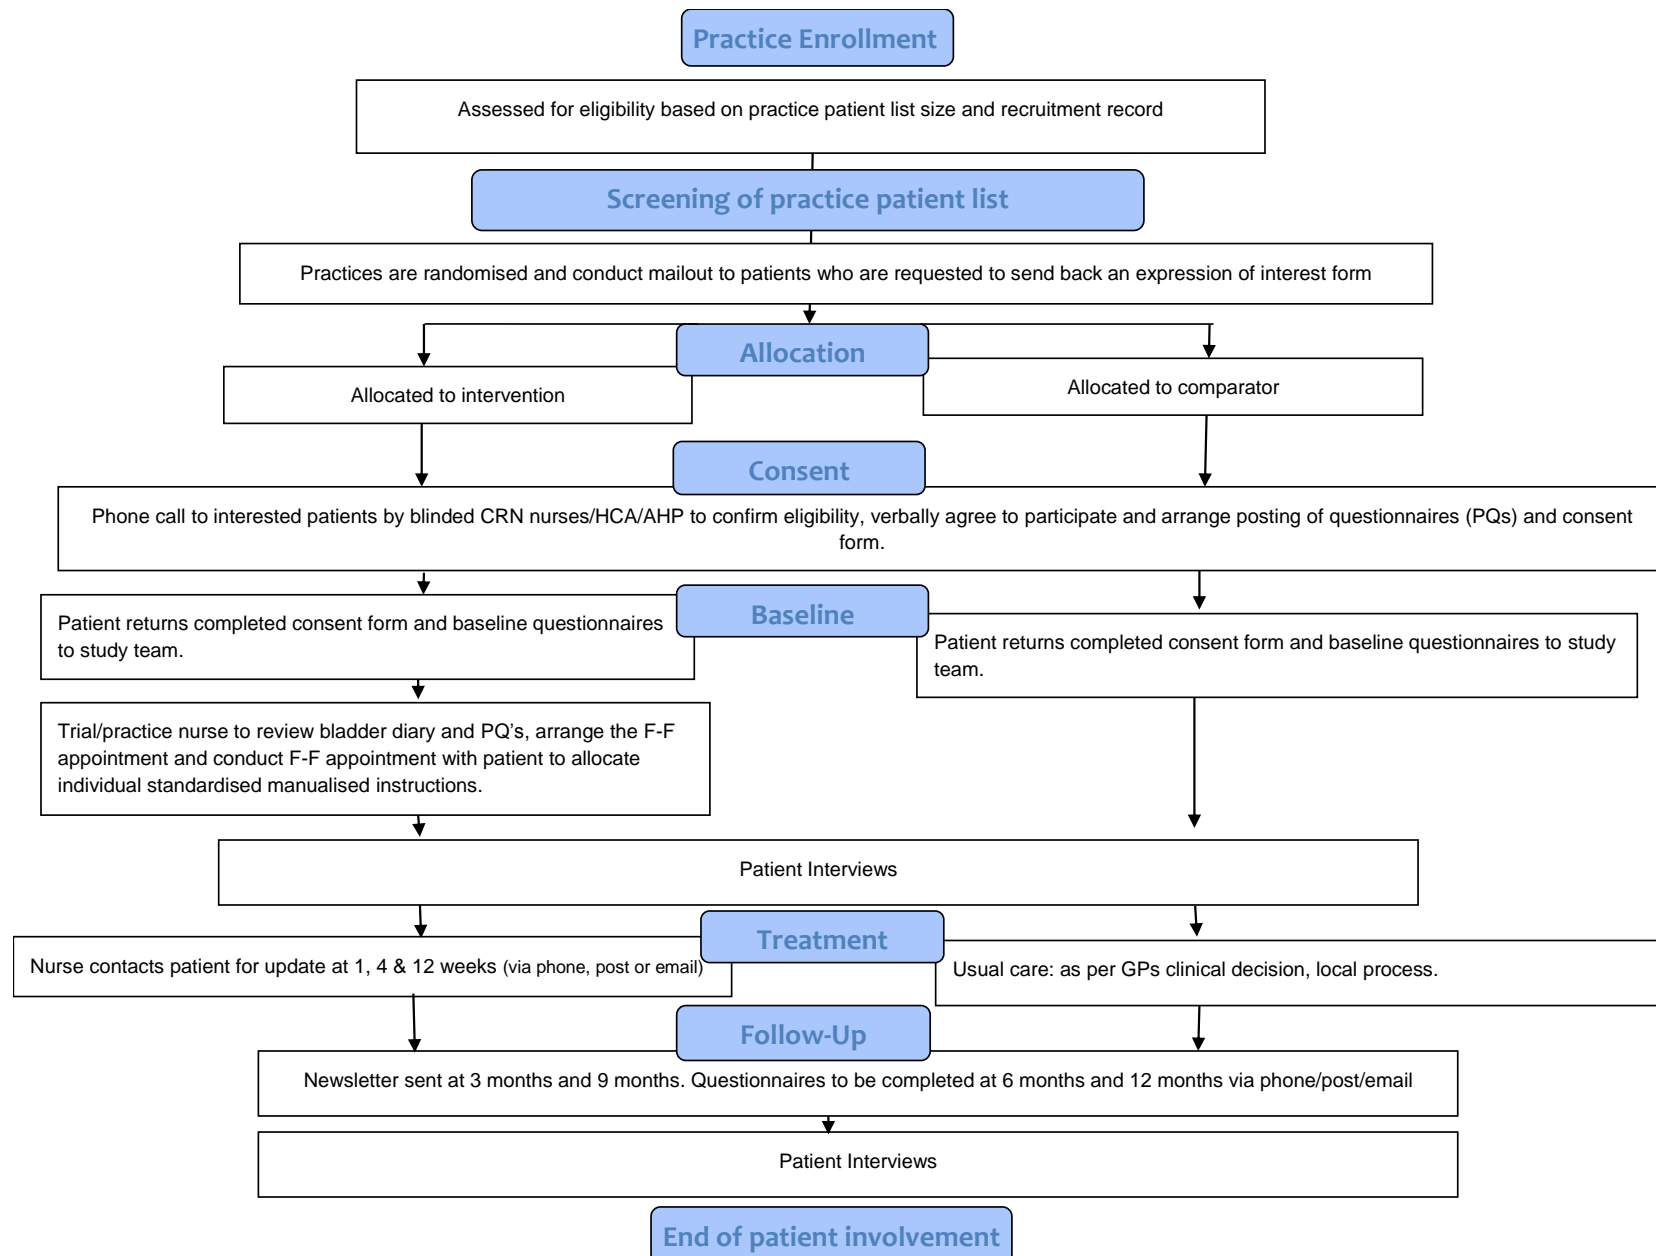 Practice Enrollment
Assessed for eligibility based on practice patient list size and recruitment record
Screening of practice patient list
Practices are randomised and conduct mailout to patients who are requested to send back an expression of interest form
Allocation
Allocated to intervention
Allocated to comparator
Consent
Phone call to interested patients by blinded CRN nurses/HCA/AHP to confirm eligibility, verbally agree to participate and arrange posting of questionnaires (PQs) and consent
form.
Baseline
Patient returns completed consent form and baseline questionnaires
to study team.
Patient returns completed consent form and baseline questionnaires to study
team.
Trial/practice nurse to review bladder diary and PQ's, arrange the F-F
appointment and conduct F-F appointment with patient to allocate
individual standardised manualised instructions.
Patient Interviews
Treatment
Nurse contacts patient for update at 1, 4 & 12 weeks (via phone, post or email)
Usual care: as per GPs clinical decision, local process.
Follow-Up
Newsletter sent at 3 months and 9 months. Questionnaires to be completed at 6 months and 12 months via phone/post/email
Patient Interviews
End of patient involvement